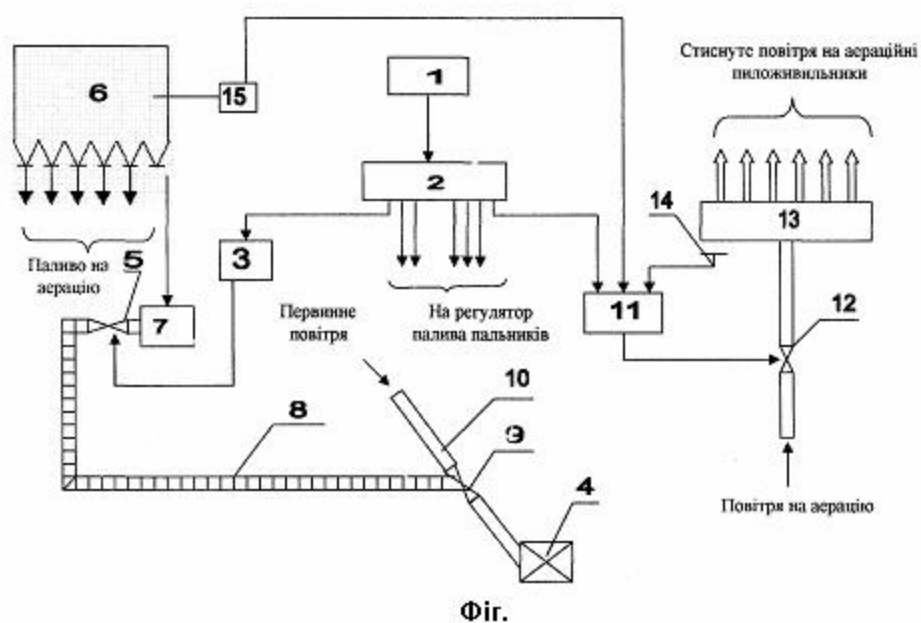 6
15
1
Стиснуте повітря на аераційні
пиложивильники
2
14
13
Паливо на
аерацію
5
3
7
Первинне
повітря
На регулятор
палива пальників
11
12
10
8
9
4
Повітря на аерацію
Фіг.